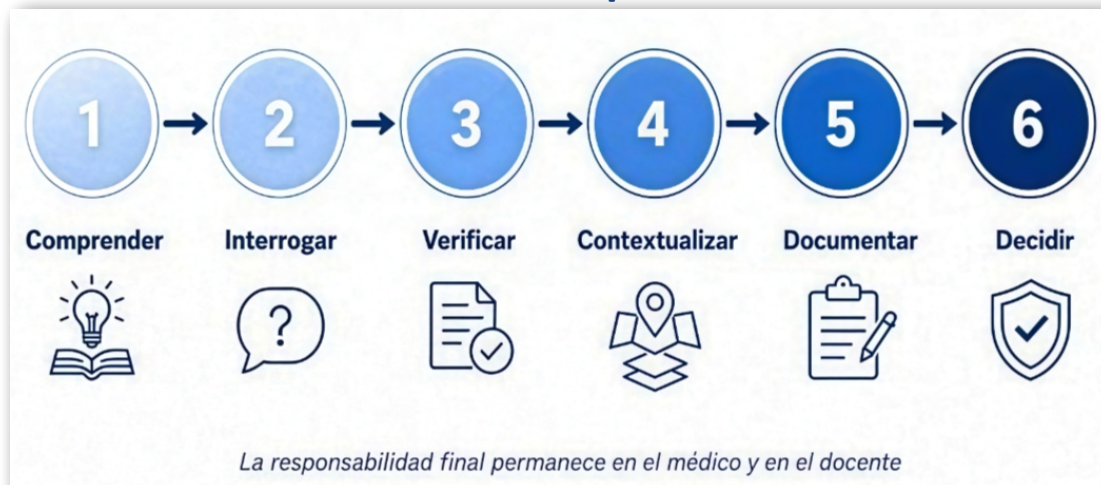 1 2 3 4 5 6
Comprender Interrogar Verificar Contextualizar Documentar Decidir
?
La responsabilidad final permanece en el médico y en el docente